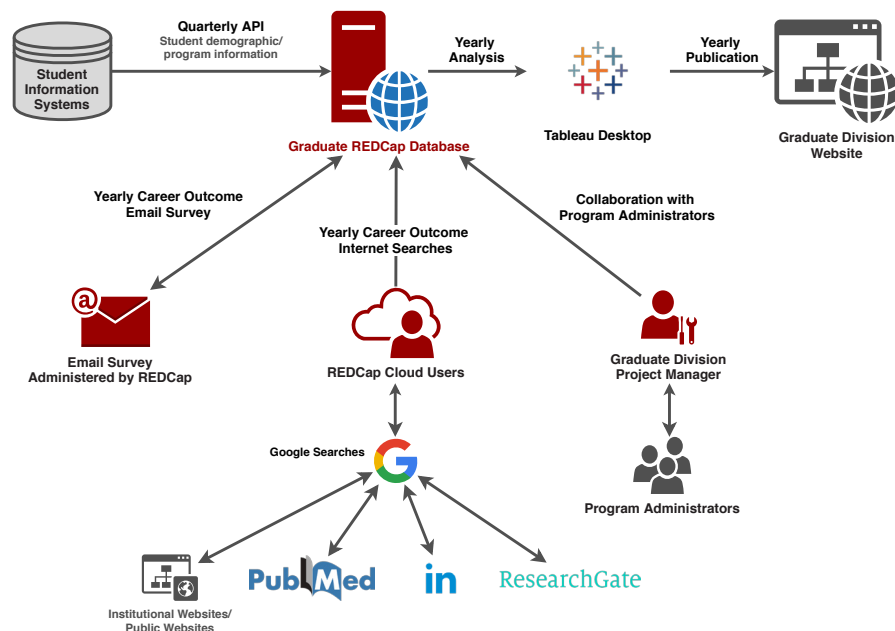 Quarterly API
Student demographic/
program information
Student
Information
Systems
Yearly
Analysis
Yearly
Publication
Tableau Desktop
Graduate Division
Website
Graduate REDCap Database
Yearly Career Outcome
Email Survey
Yearly Career Outcome
Internet Searches
Collaboration with
Program Administrators
@
Email Survey
Administered by REDCap
REDCap Cloud Users
Graduate Division
Project Manager
Google Searches
G
Program Administrators
PubMed
in
ResearchGate
Institutional Websites/
Public Websites